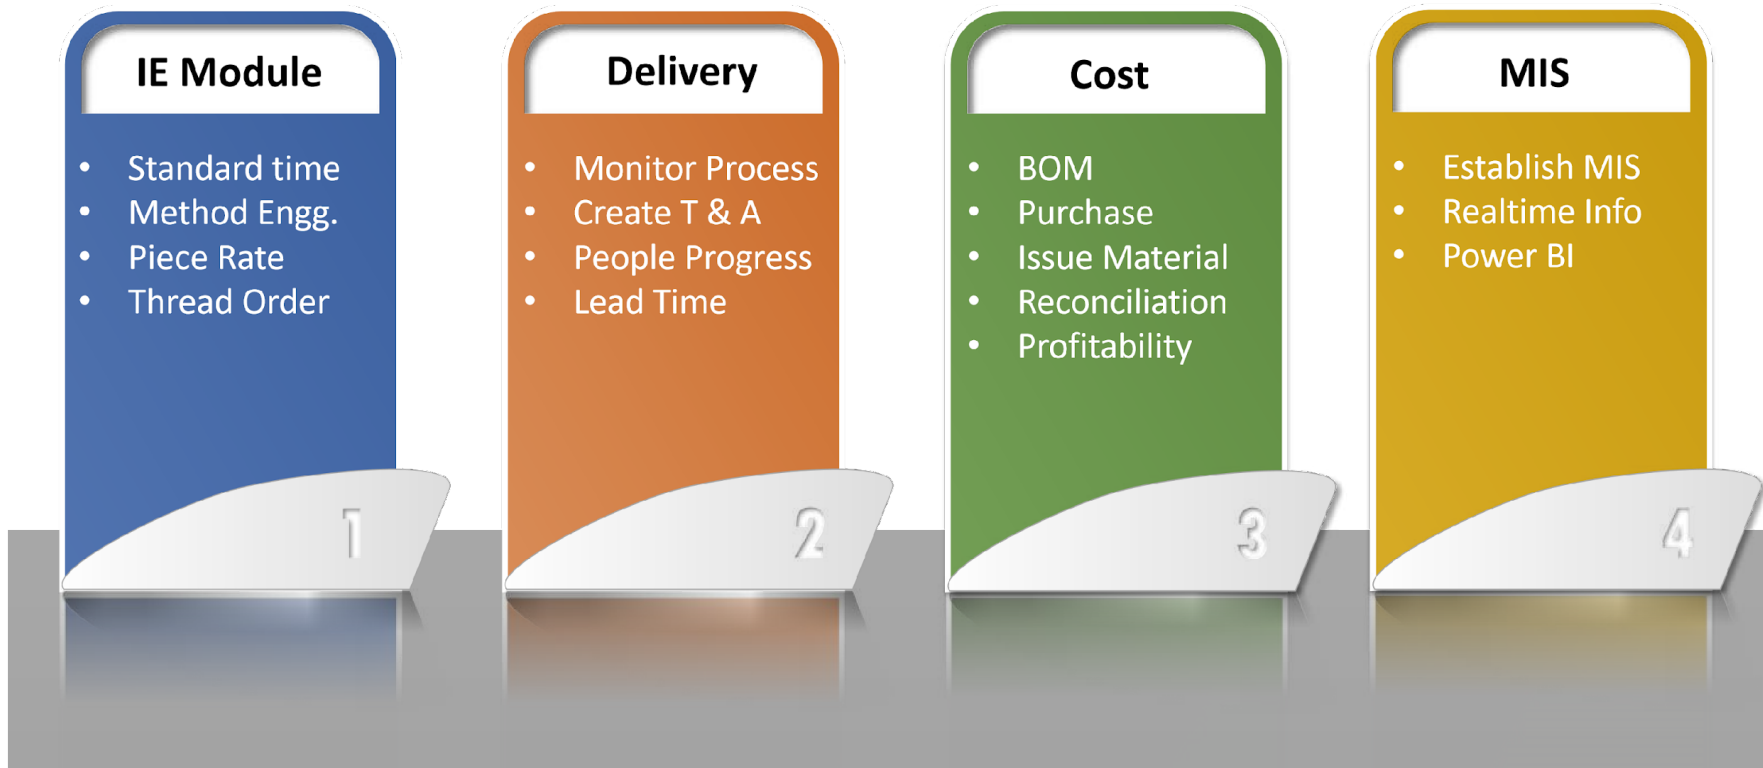 IE Module
• Standard time
• Method Engg.
• Piece Rate
• Thread Order
1
Delivery
• Monitor Process
• Create T & A
• People Progress
• Lead Time
2
Cost
• BOM
• Purchase
• Issue Material
• Reconciliation
• Profitability
3
MIS
• Establish MIS
• Realtime Info
• Power BI
4